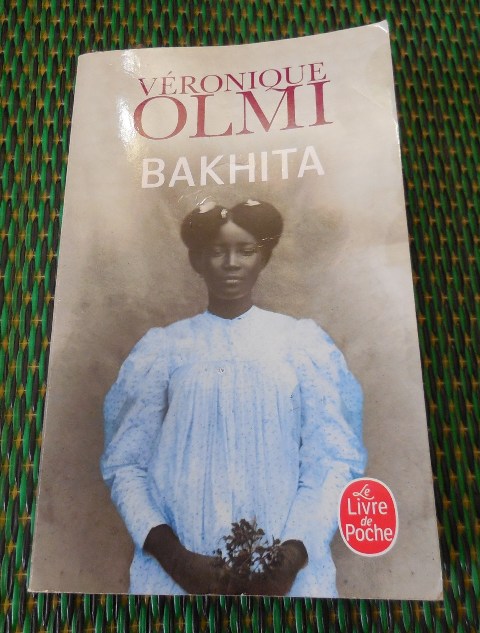 VÉRONIQUE
OLMI
BAKHITA
Le
Livre
de
Poche